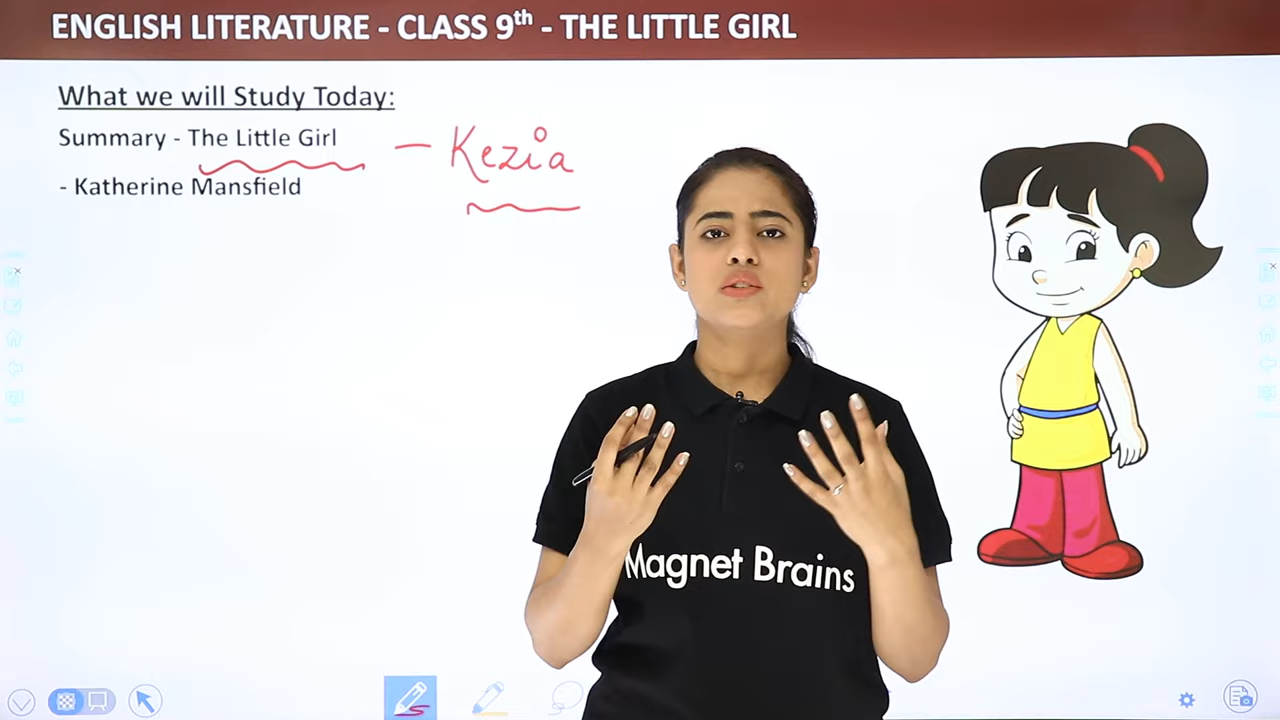 ENGLISH LITERATURE - CLASS 9th - THE LITTLE GIRL
What we will Study Today:
Summary - The Little Girl
- Kezia
- Katherine Mansfield
Magnet Brains